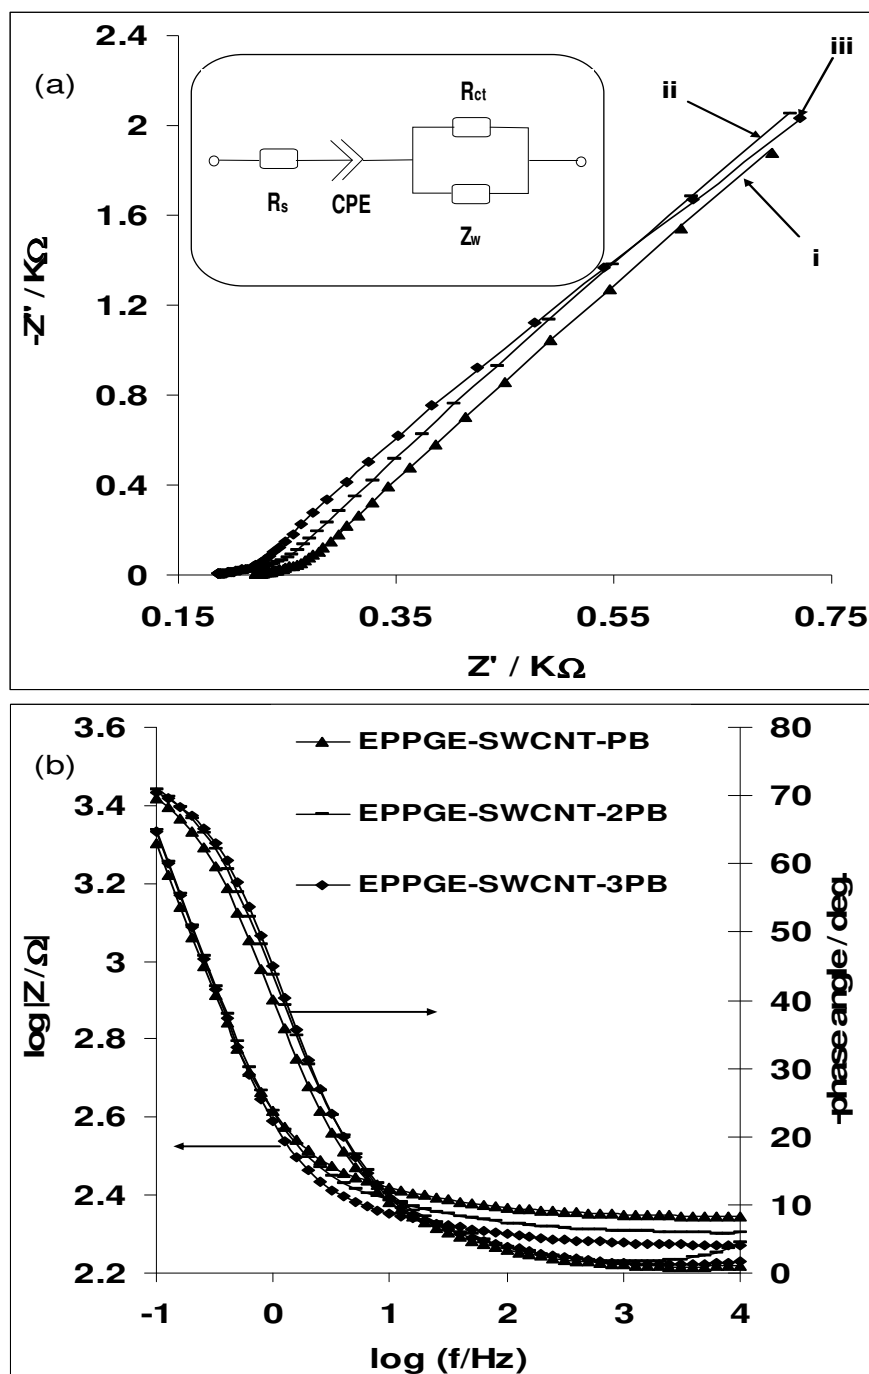 (a)
2.4
2
1.6
1.2
0.8
0.4
0
-Z" / KΩ
Rct
Rs
CPE
Zw
ii
iii
i
0.15
0.35
0.55
0.75
Z' / KΩ
(b)
3.6
3.4
3.2
3
2.8
2.6
2.4
2.2
log |Z / Ω|
EPPGE-SWCNT-PB
EPPGE-SWCNT-2PB
EPPGE-SWCNT-3PB
80
70
60
50
40
30
20
10
0
-phase angle / deg.
-1
0
1
2
3
4
log (f/Hz)